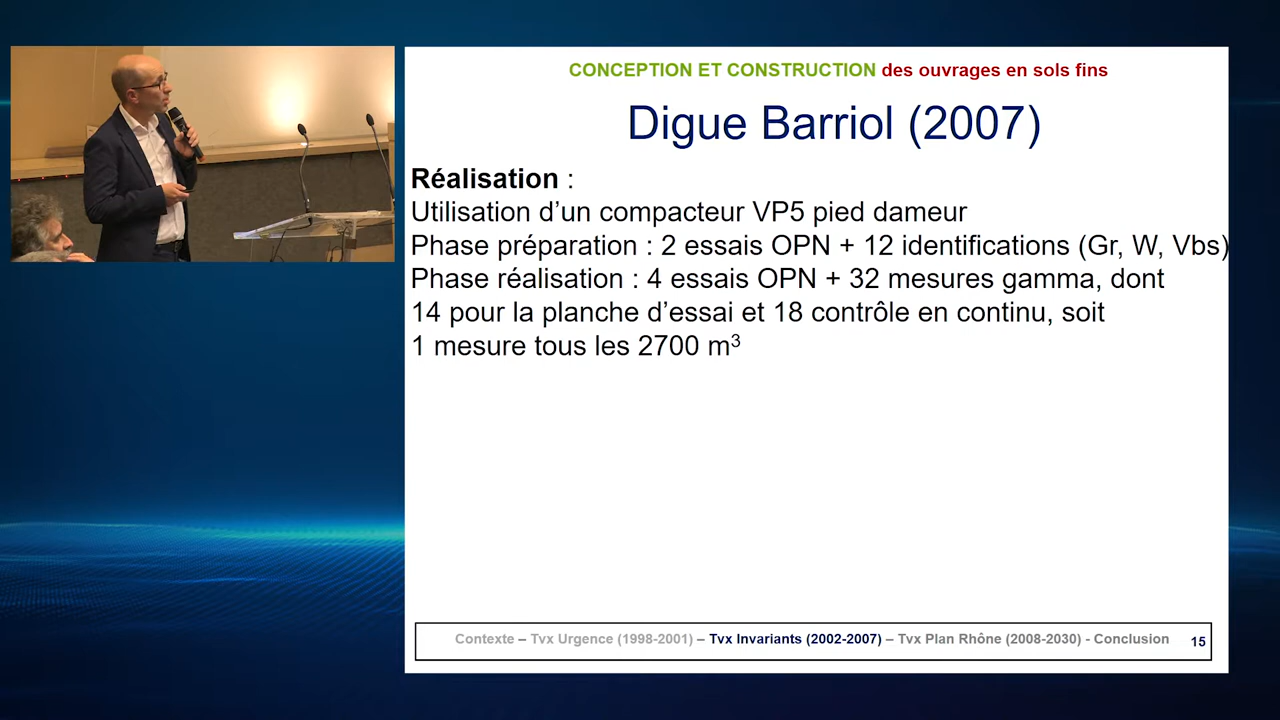 CONCEPTION ET CONSTRUCTION des ouvrages en sols fins
Digue Barriol (2007)
Réalisation :
Utilisation d’un compacteur VP5 pied dameur
Phase préparation : 2 essais OPN + 12 identifications (Gr, W, Vbs)
Phase réalisation : 4 essais OPN + 32 mesures gamma, dont
14 pour la planche d’essai et 18 contrôle en continu, soit
1 mesure tous les 2700 m³
Contexte – Tvx Urgence (1998-2001) – Tvx Invariants (2002-2007) – Tvx Plan Rhône (2008-2030) - Conclusion 15